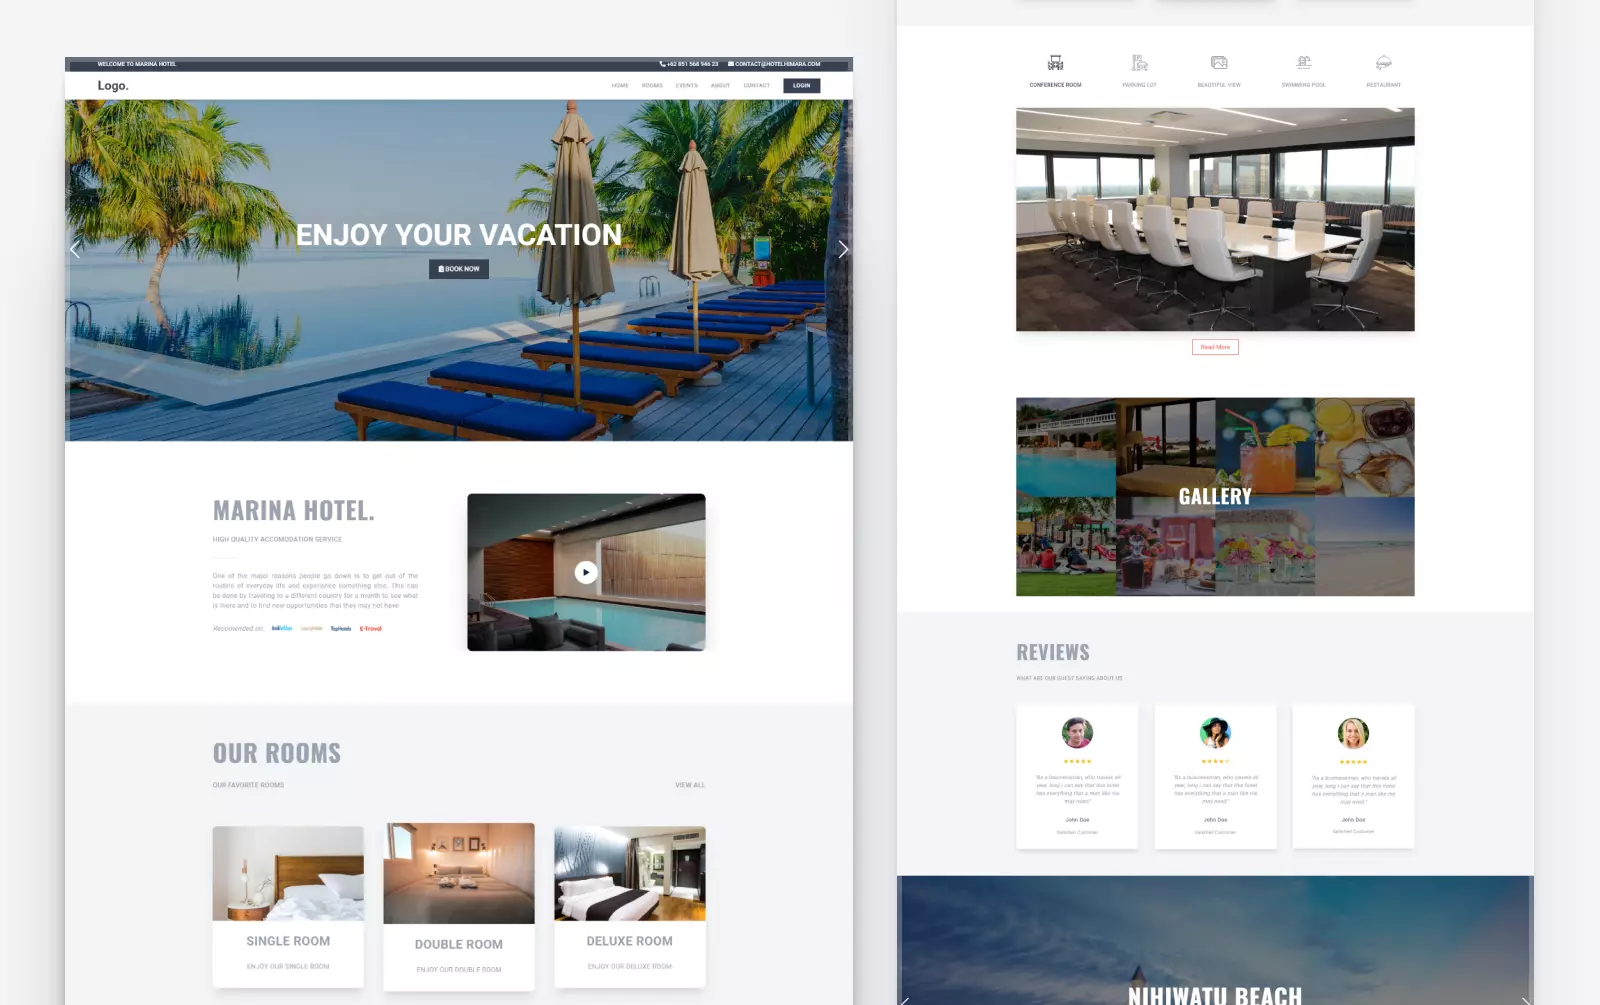 WELCOME TO MARINA HOTEL
+62 851 568 946 23
CONTACT@HOTELHIMARA.COM
Logo.
HOME
ROOMS
EVENTS
ABOUT
CONTACT
LOGIN
ENJOY YOUR VACATION
BOOK NOW
MARINA HOTEL.
HIGH QUALITY ACCOMODATION SERVICE
One of the major reasons people go down is to get out of the
routine of everyday life and experience something else. This can
be done by traveling to a different country for a month to see what
is there and to find new opportunities that they may not have
Recomended on:
TopHotels
E-Travel
OUR ROOMS
OUR FAVORITE ROOMS
VIEW ALL
SINGLE ROOM
ENJOY OUR SINGLE ROOM
DOUBLE ROOM
ENJOY OUR DOUBLE ROOM
DELUXE ROOM
ENJOY OUR DELUXE ROOM
CONFERENCE ROOM
PARKING LOT
BEAUTIFUL VIEW
SWIMMING POOL
RESTAURANT
Read More
GALLERY
REVIEWS
WHAT ARE OUR GUEST SAYING ABOUT US
"As a businessman, who travels all
year, long i can say that this hotel
has everything that a man like me
may need."
John Doe
Satisfied Customer
"As a businessman, who travels all
year, long i can say that this hotel
has everything that a man like me
may need."
John Doe
Satisfied Customer
"As a businessman, who travels all
year, long i can say that this hotel
has everything that a man like me
may need."
John Doe
Satisfied Customer
NIHIWATU BEACH